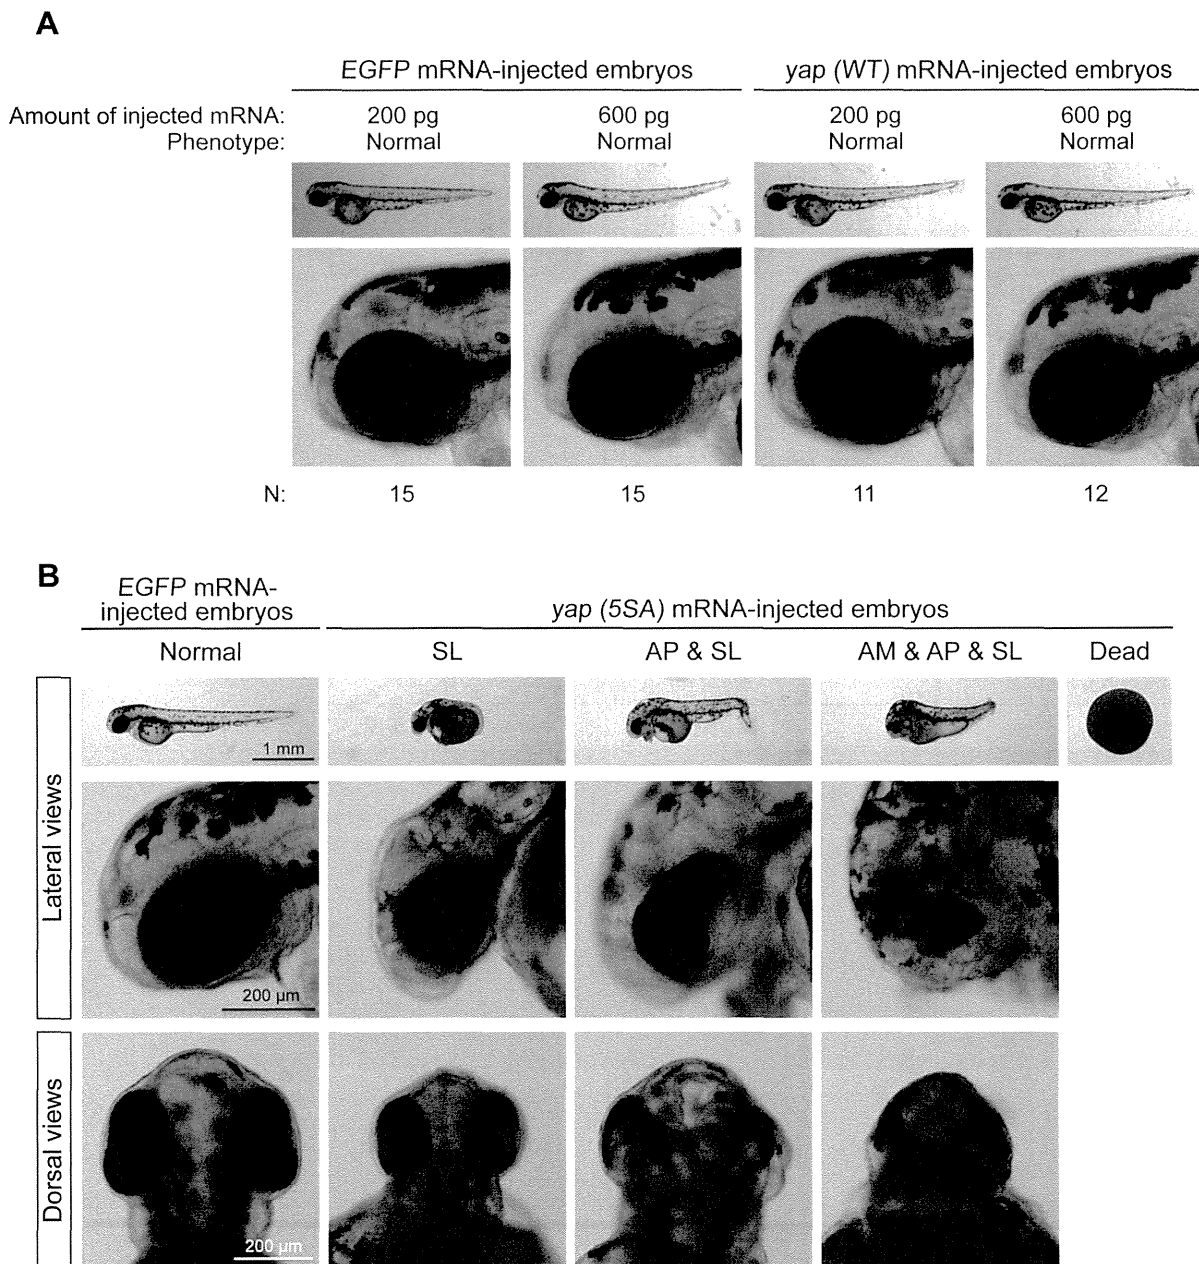 A
EGFP mRNA-injected embryos
yap (WT) mRNA-injected embryos
Amount of injected mRNA:
200 pg
600 pg
200 pg
600 pg
Phenotype:
Normal
Normal
Normal
Normal
N:
15
15
11
12
B
EGFP mRNA-
injected embryos
yap (5SA) mRNA-injected embryos
Normal
SL
AP & SL
AM & AP & SL
Dead
Lateral views
1 mm
200 µm
Dorsal views
200 µm